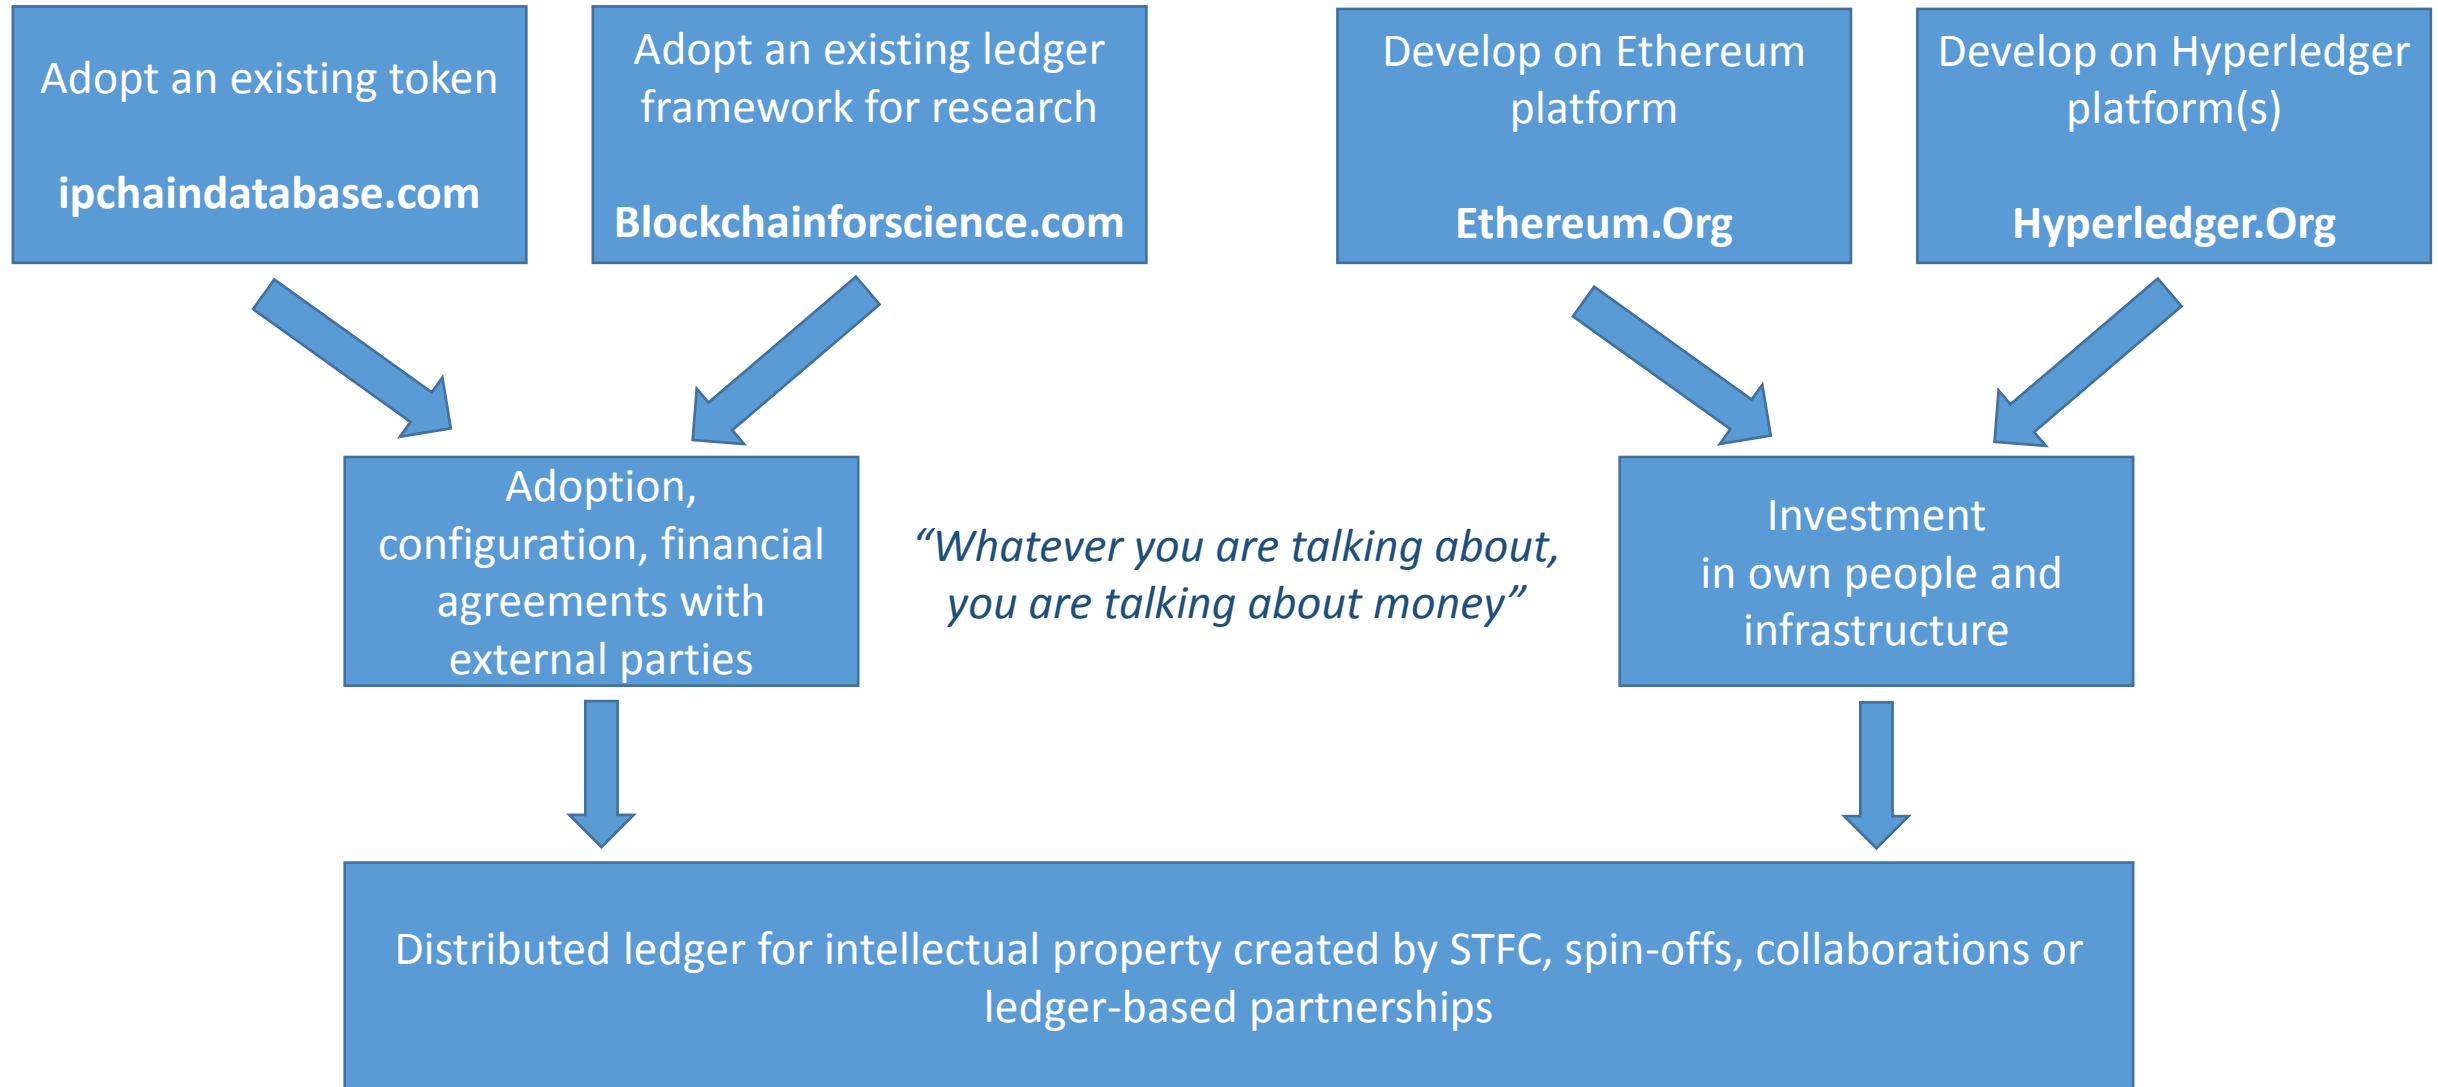 Adopt an existing token
ipchaindatabase.com
Adopt an existing ledger
framework for research
Blockchainforscience.com
Develop on Ethereum
platform
Ethereum.Org
Develop on Hyperledger
platform(s)
Hyperledger.Org
Adoption,
configuration, financial
agreements with
external parties
“Whatever you are talking about,
you are talking about money”
Investment
in own people and
infrastructure
Distributed ledger for intellectual property created by STFC, spin-offs, collaborations or
ledger-based partnerships